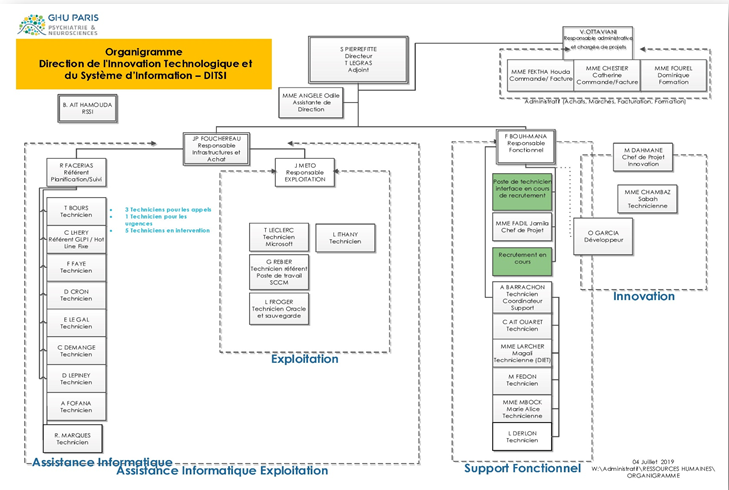 GHU PARIS
PSYCHIATRIE &
NEUROSCIENCES
Organigramme
Direction de l'Innovation Technologique et
du Système d'Information – DITSI
S PIERREFITTE
Directeur
T LEGRAS
Adjoint
V.OTTAVIANI
Responsable administrative
et chargée de projets
MME FEKTHA Houda
Commande/ Facture
MME CHESTIER
Catherine
Commande/Facture
MME FOUREL
Dominique
Formation
Administratif (Achats, Marchés, Facturation, Formation)
MME ANGELE Odile
Assistante de
Direction
B. AIT HAMOUDA
RSSI
JP FOUCHEREAU
Responsable
Infrastructures et
Achat
F BOUH-MANA
Responsable
Fonctionnel
R FACERIAS
Référent
Planification/Suivi
J METO
Responsable
EXPLOITATION
M DAHMANE
Chef de Projet
Innovation
T BOURS
Technicien
3 Techniciens pour les appels
1 Technicien pour les
urgences
5 Techniciens en intervention
Poste de technicien
interface en cours
de recrutement
MME CHAMBAZ
Sabah
Technicienne
C LHERY
Référent GLPI / Hot
Line Fixe
T LECLERC
Technicien
Microsoft
L ITHANY
Technicien
MME FADIL Jamila
Chef de Projet
O GARCIA
Développeur
F FAYE
Technicien
G REBIER
Technicien référent
Poste de travail
SCCM
Recrutement en
cours
D CRON
Technicien
L FROGER
Technicien Oracle
et sauvegarde
A BARRACHON
Technicien
Coordinateur
Support
Innovation
E LE GAL
Technicien
C AIT OUARET
Technicien
C DEMANGE
Technicien
Exploitation
MME LARCHER
Magali
Technicienne (DIET)
D LEPINEY
Technicien
M FEDON
Technicien
A FOFANA
Technicien
MME MBOCK
Marie Alice
Technicienne
R. MARQUES
Technicien
L DERLON
Technicien
Assistance Informatique
Assistance Informatique Exploitation
Support Fonctionnel
04 Juillet 2019
W:\Administratif\RESSOURCES HUMAINES\
ORGANIGRAMME